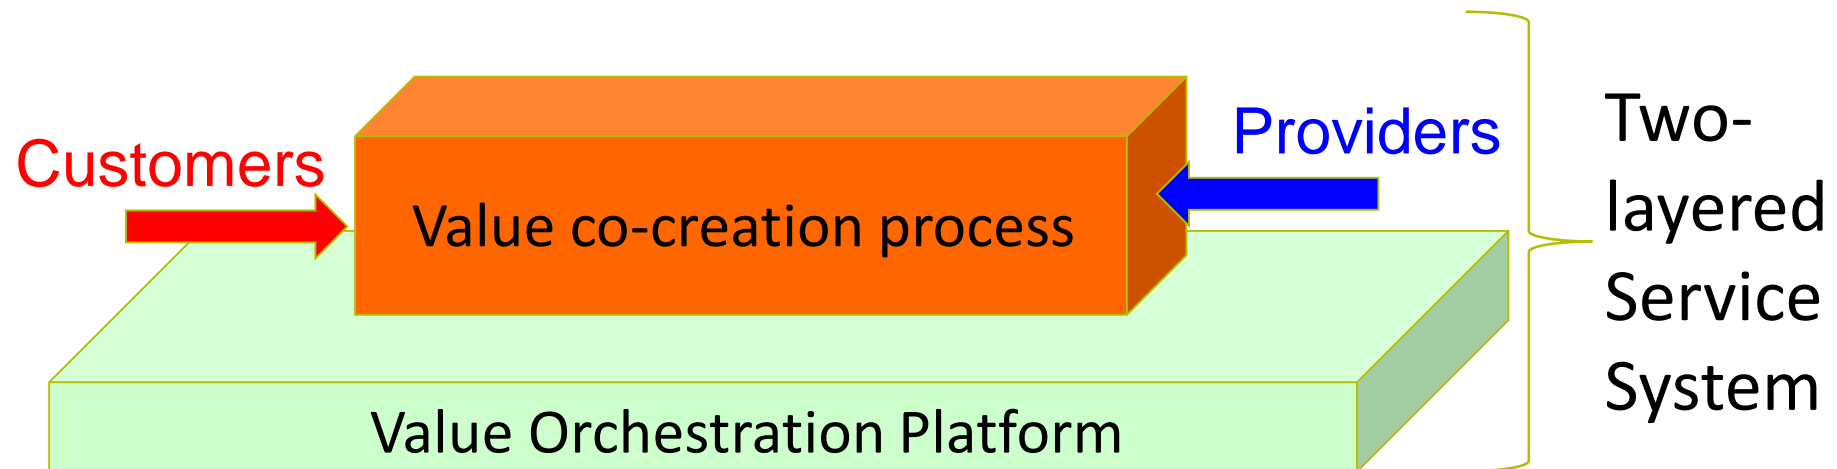 Customers
Value co-creation process
Providers
Value Orchestration Platform
Two-
layered
Service
System